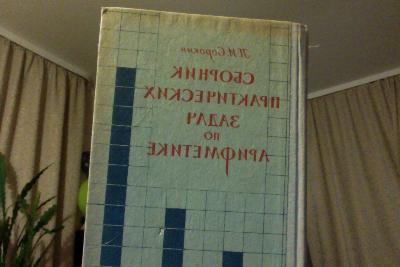 П.И.Сорокин
СБОРНИК
ПРАКТИЧЕСКИХ
ЗАДАЧ
ПО
АРИФМЕТИКЕ